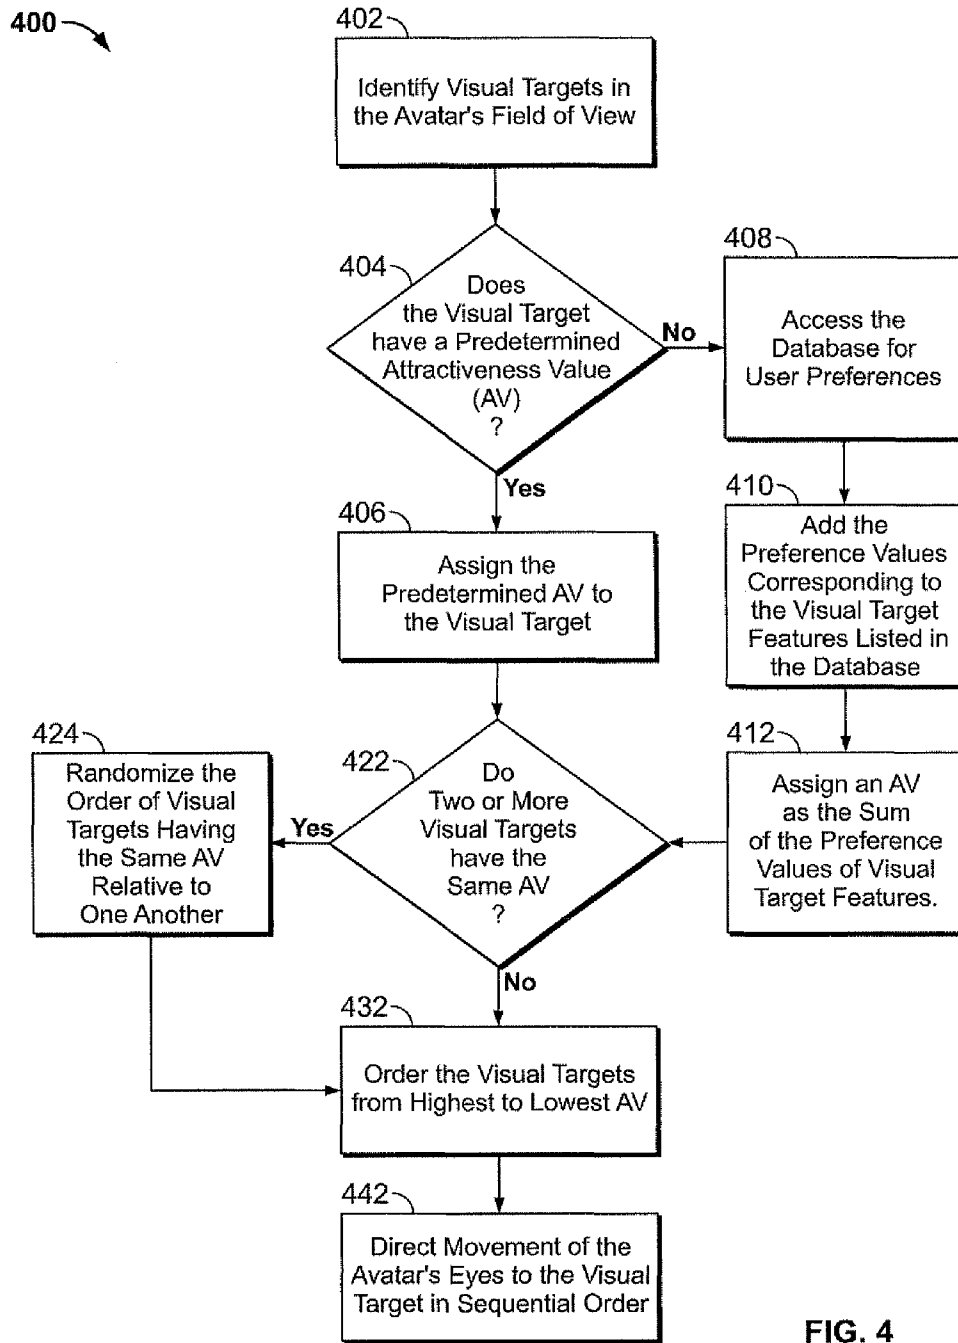 400
402
Identify Visual Targets in
the Avatar's Field of View
404
Does
the Visual Target
have a Predetermined
Attractiveness Value
(AV)
?
No
408
Access the
Database for
User Preferences
Yes
406
Assign the
Predetermined AV to
the Visual Target
410
Add the
Preference Values
Corresponding to
the Visual Target
Features Listed in
the Database
412
Assign an AV
as the Sum
of the Preference
Values of Visual
Target Features.
422
Do
Two or More
Visual Targets
have the
Same AV
?
Yes
424
Randomize the
Order of Visual
Targets Having
the Same AV
Relative to
One Another
No
432
Order the Visual Targets
from Highest to Lowest AV
442
Direct Movement of the
Avatar's Eyes to the Visual
Target in Sequential Order
FIG. 4